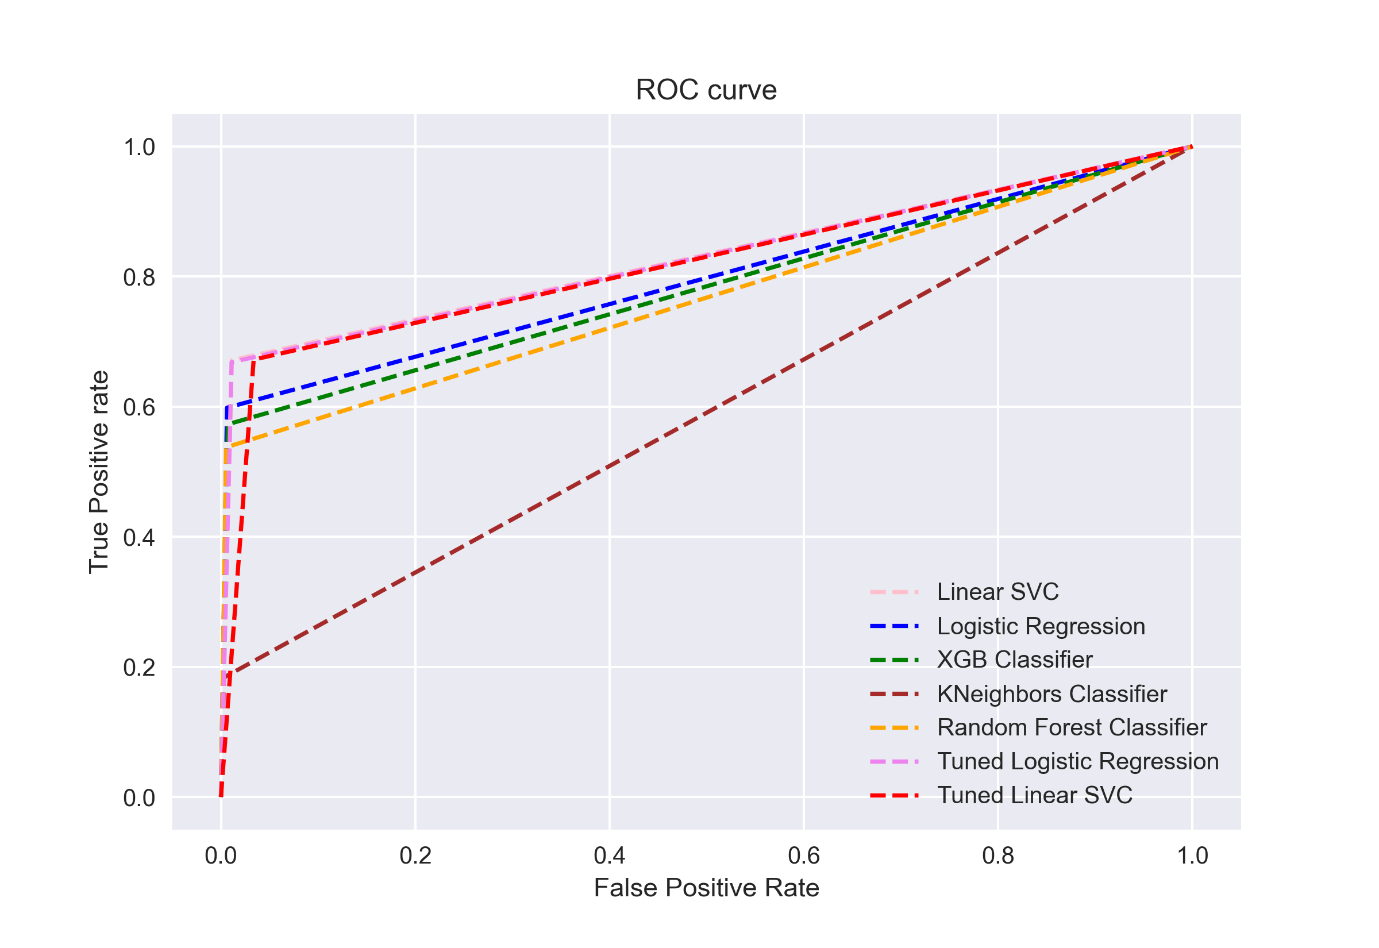 ROC curve
True Positive rate
1.0
0.8
0.6
0.4
0.2
0.0
Linear SVC
Logistic Regression
XGB Classifier
KNeighbors Classifier
Random Forest Classifier
Tuned Logistic Regression
Tuned Linear SVC
0.0 0.2 0.4 0.6 0.8 1.0
False Positive Rate